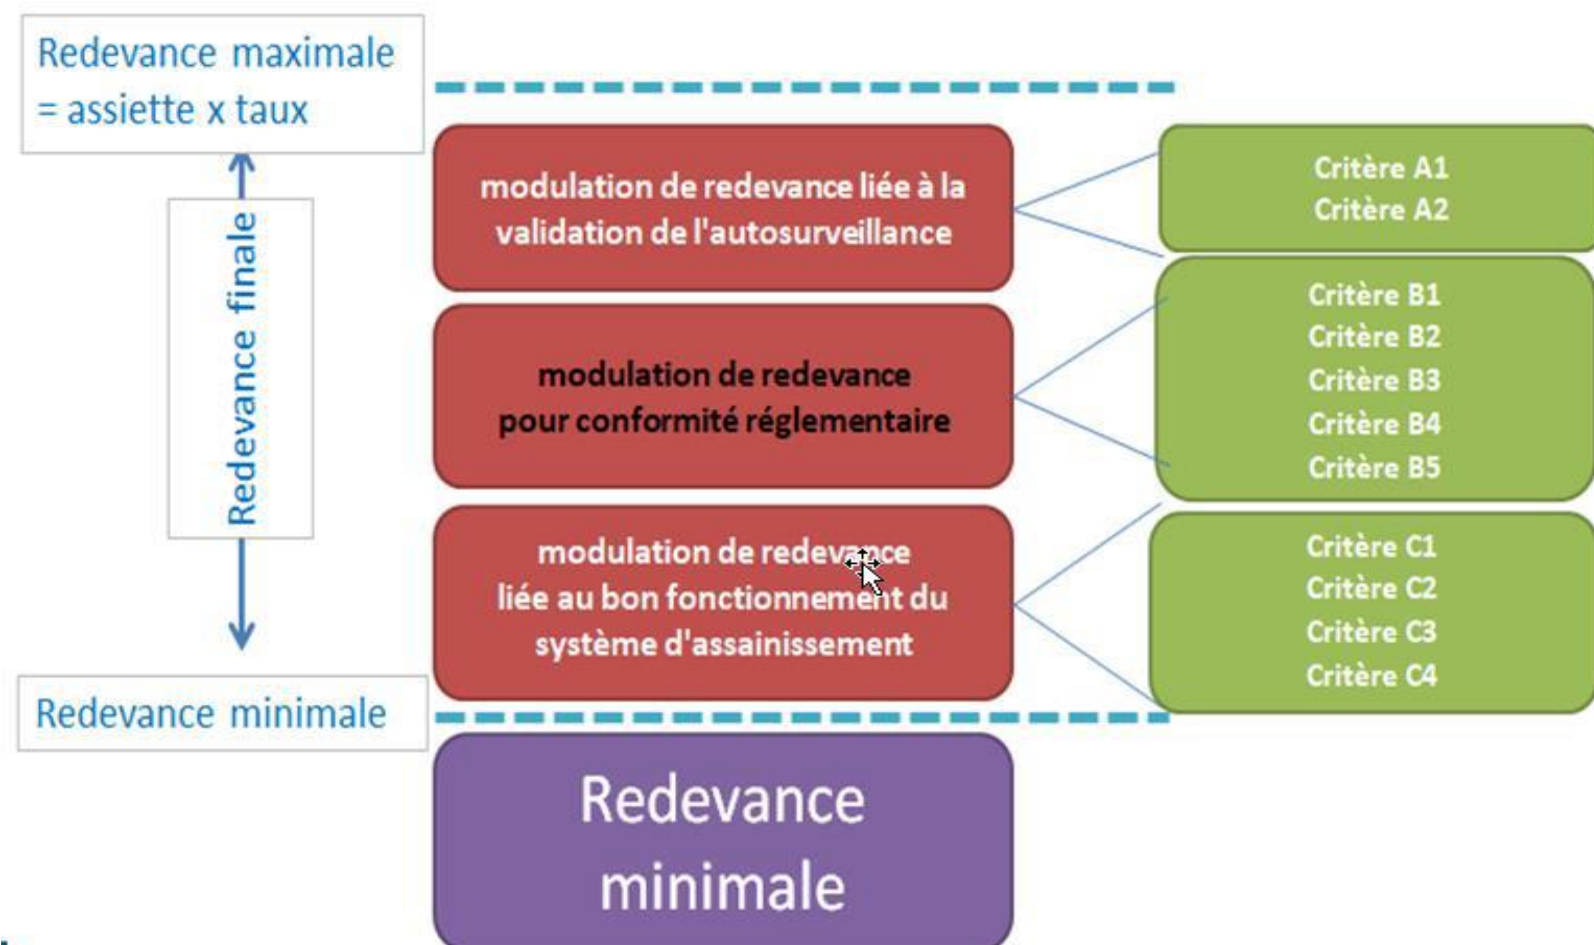 Redevance maximale
= assiette x taux
Redevance finale
Redevance minimale
modulation de redevance liée à la
validation de l'autosurveillance
modulation de redevance
pour conformité réglementaire
modulation de redevance
liée au bon fonctionnement du
système d'assainissement
Redevance
minimale
Critère A1
Critère A2
Critère B1
Critère B2
Critère B3
Critère B4
Critère B5
Critère C1
Critère C2
Critère C3
Critère C4